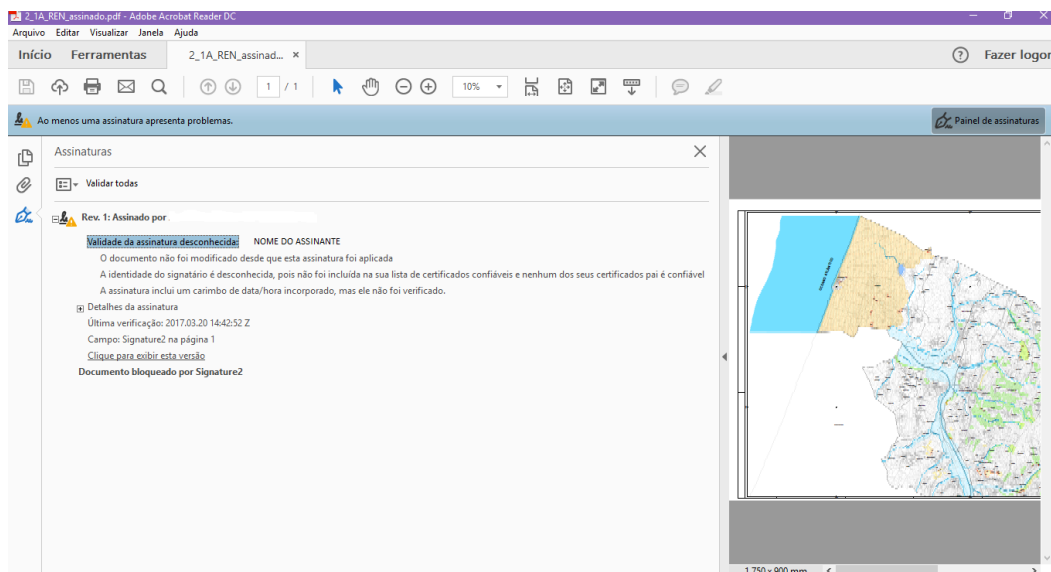 2_1A_REN_assinado.pdf - Adobe Acrobat Reader DC
Arquivo Editar Visualizar Janela Ajuda
Início Ferramentas 2_1A_REN_assinad... × Fazer logor
1 / 1 10%
Ao menos uma assinatura apresenta problemas. Painel de assinaturas
Assinaturas
Validar todas
Rev. 1: Assinado por
Validade da assinatura desconhecida: NOME DO ASSINANTE
O documento não foi modificado desde que esta assinatura foi aplicada
A identidade do signatário é desconhecida, pois não foi incluída na sua lista de certificados confiáveis e nenhum dos seus certificados pai é confiável
A assinatura inclui um carimbo de data/hora incorporado, mas ele não foi verificado.
Detalhes da assinatura
Última verificação: 2017.03.20 14:42:52 Z
Campo: Signature2 na página 1
Clique para exibir esta versão
Documento bloqueado por Signature2
1.750 x 900 mm